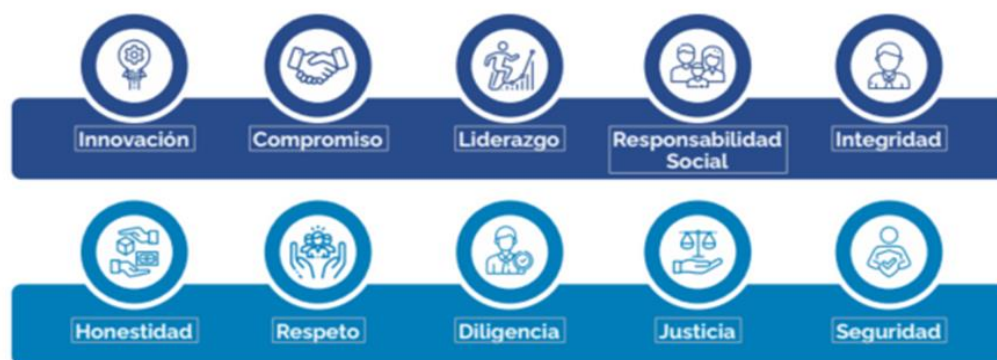 Innovación
Compromiso
Liderazgo
Responsabilidad
Social
Integridad
Honestidad
Respeto
Diligencia
Justicia
Seguridad